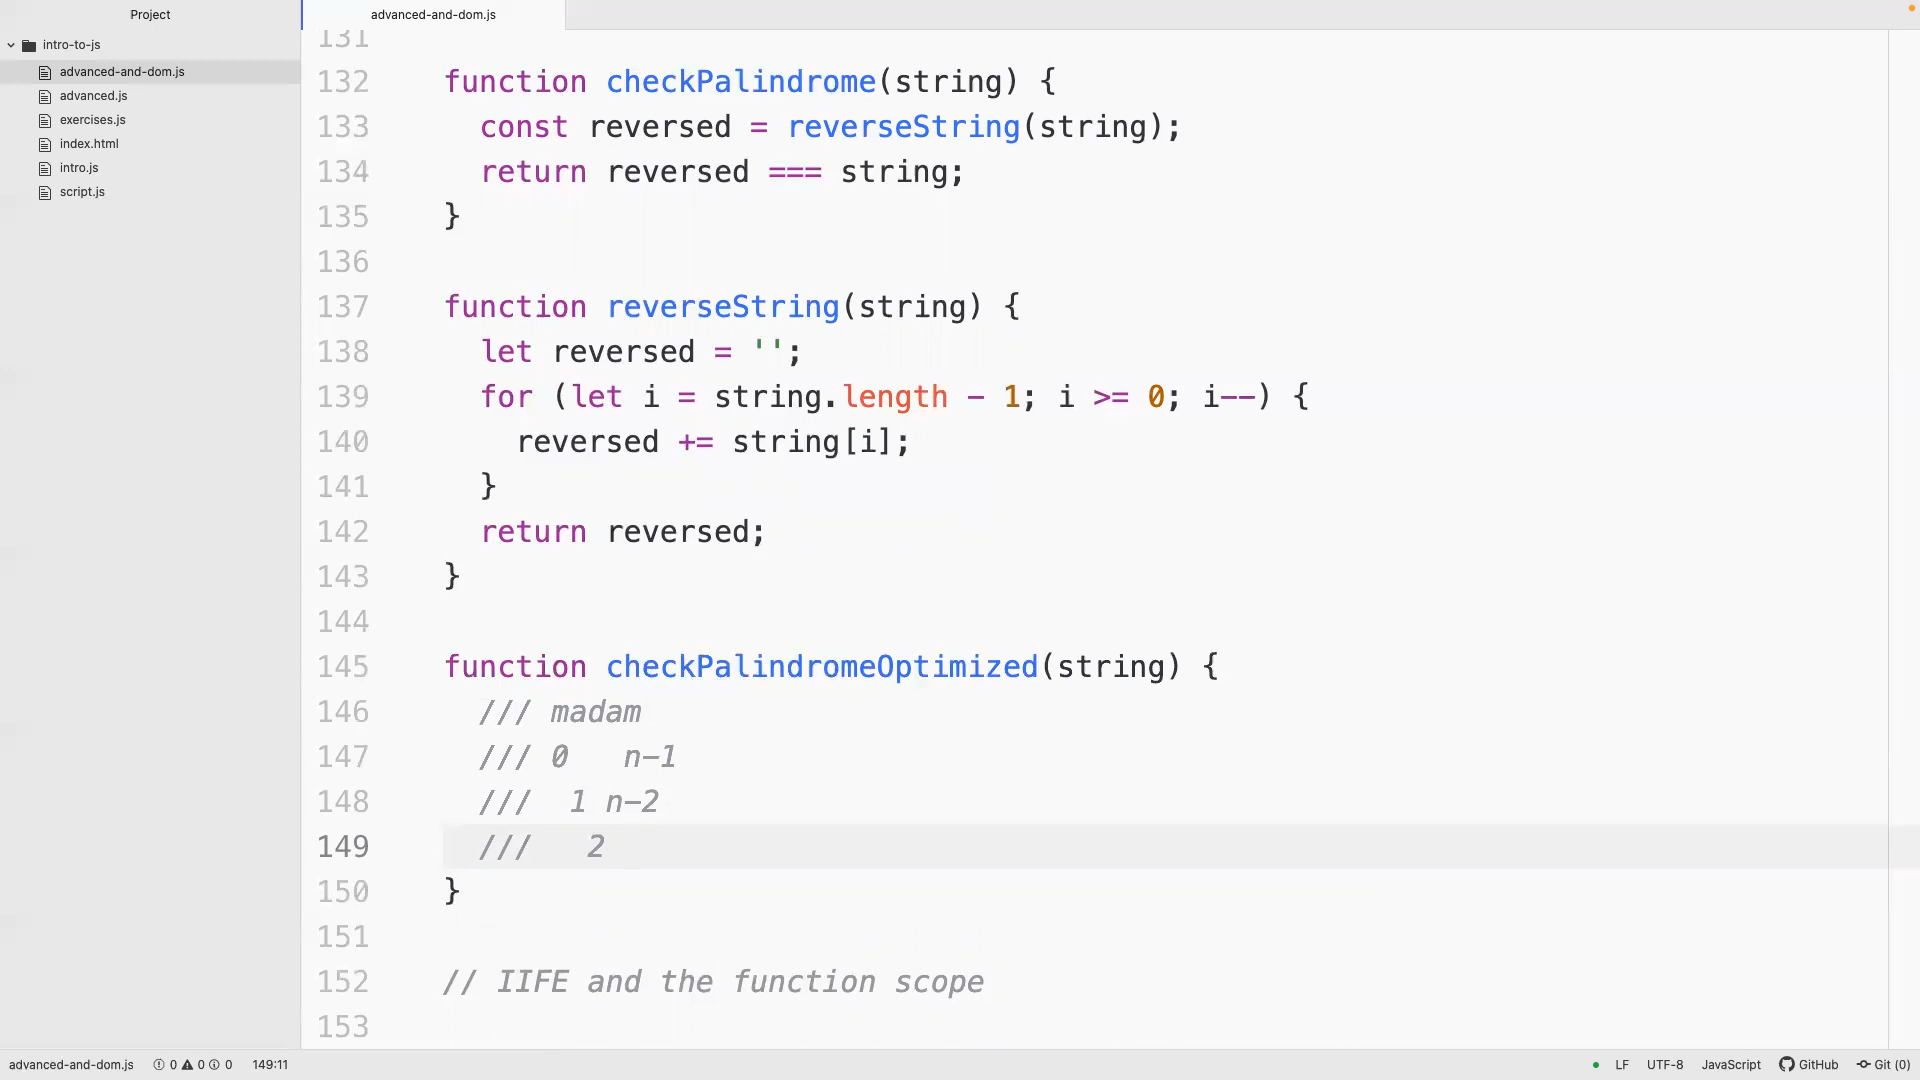 Project
intro-to-js
advanced-and-dom.js
advanced.js
exercises.js
index.html
intro.js
script.js
advanced-and-dom.js
131
132 function checkPalindrome(string) {
133 const reversed = reverseString(string);
134 return reversed === string;
135 }
136
137 function reverseString(string) {
138 let reversed = '';
139 for (let i = string.length - 1; i >= 0; i--) {
140 reversed += string[i];
141 }
142 return reversed;
143 }
144
145 function checkPalindromeOptimized(string) {
146 /// madam
147 /// 0   n-1
148 ///  1 n-2
149 ///   2
150 }
151
152 // IIFE and the function scope
153
advanced-and-dom.js 0 0 0 149:11 LF UTF-8 JavaScript GitHub Git (0)